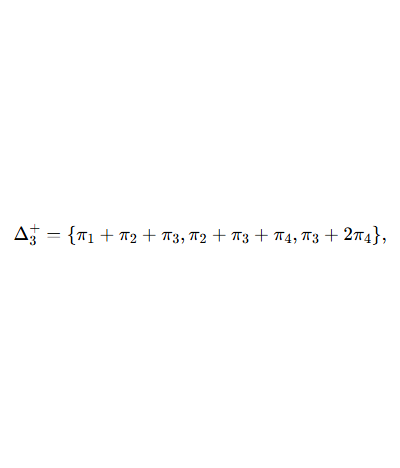 Δ₃⁺ = {π₁ + π₂ + π₃, π₂ + π₃ + π₄, π₃ + 2π₄},